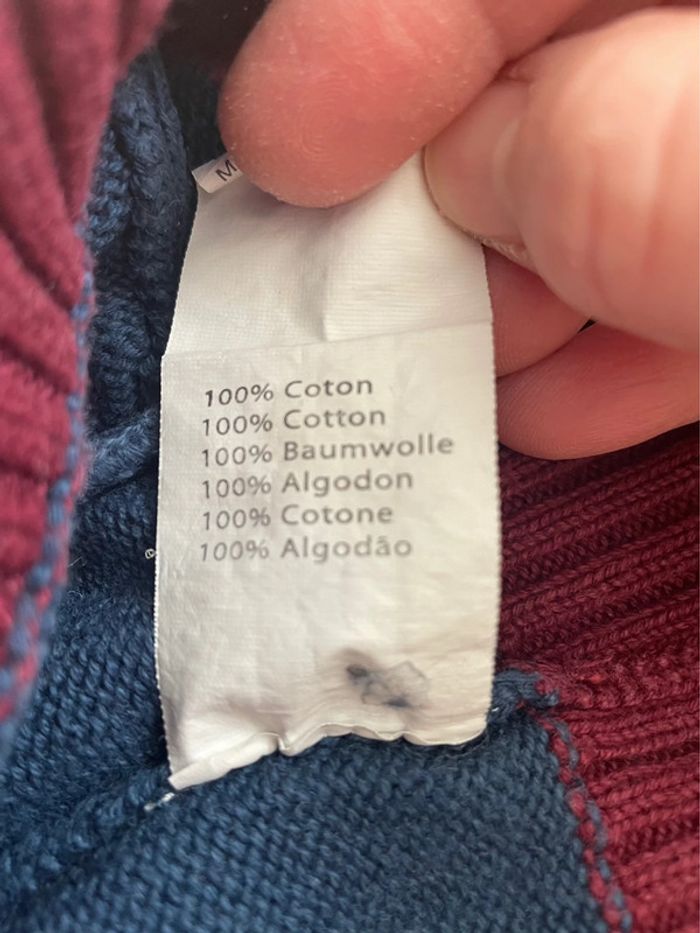 M
100% Coton
100% Cotton
100% Baumwolle
100% Algodon
100% Cotone
100% Algodão